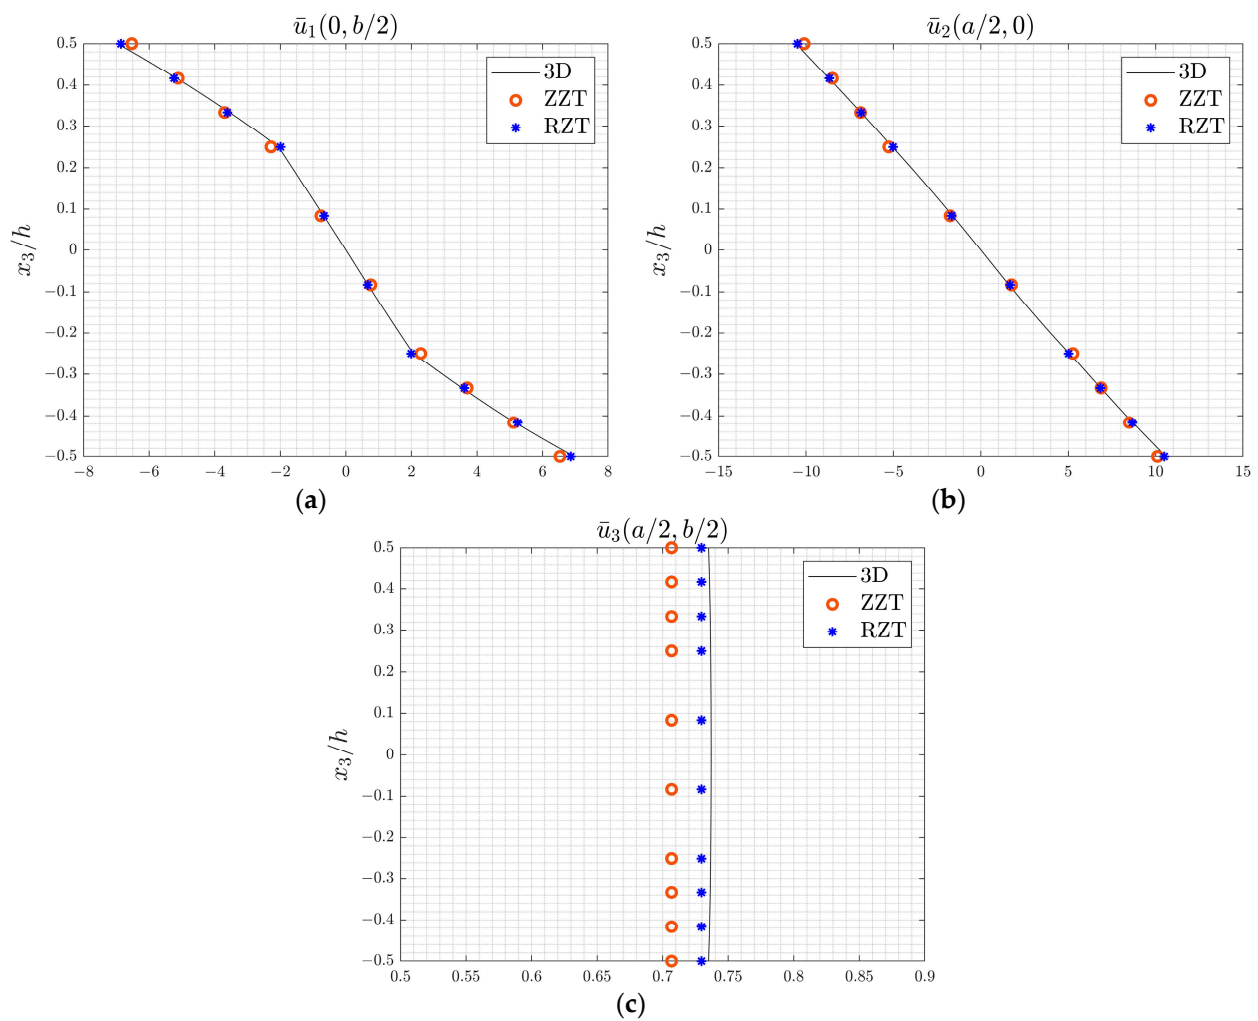 ū₁(0, b/2)
0.5
0.4
0.3
0.2
0.1
0
−0.1
−0.2
−0.3
−0.4
−0.5
x₃/h
3D
ZZT
RZT
−8 −6 −4 −2 0 2 4 6 8
(a)
ū₂(a/2, 0)
0.5
0.4
0.3
0.2
0.1
0
−0.1
−0.2
−0.3
−0.4
−0.5
x₃/h
3D
ZZT
RZT
−15 −10 −5 0 5 10 15
(b)
ū₃(a/2, b/2)
0.5
0.4
0.3
0.2
0.1
0
−0.1
−0.2
−0.3
−0.4
−0.5
x₃/h
3D
ZZT
RZT
0.5 0.55 0.6 0.65 0.7 0.75 0.8 0.85 0.9
(c)